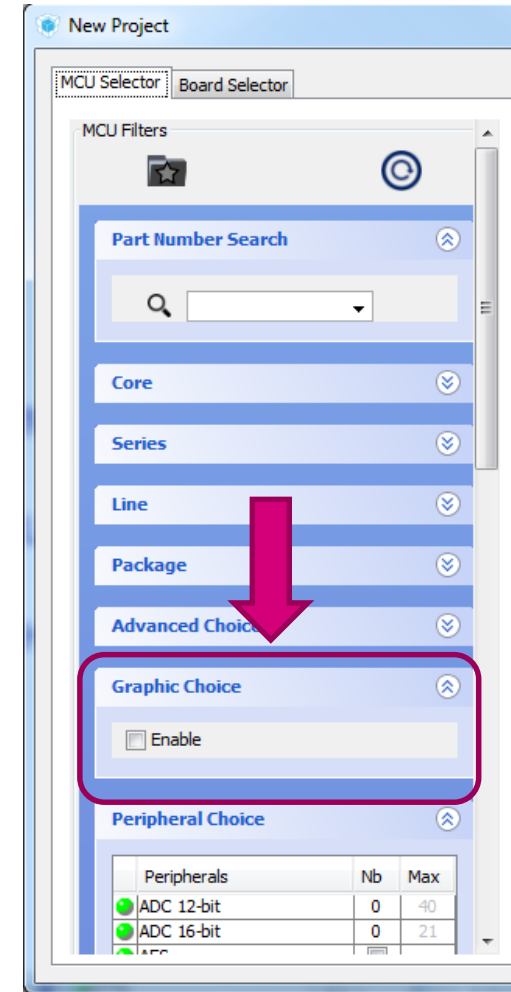 New Project
MCU Selector Board Selector
MCU Filters
Part Number Search
Core
Series
Line
Package
Advanced Choice
Graphic Choice
Enable
Peripheral Choice
Peripherals Nb Max
ADC 12-bit 0 40
ADC 16-bit 0 21